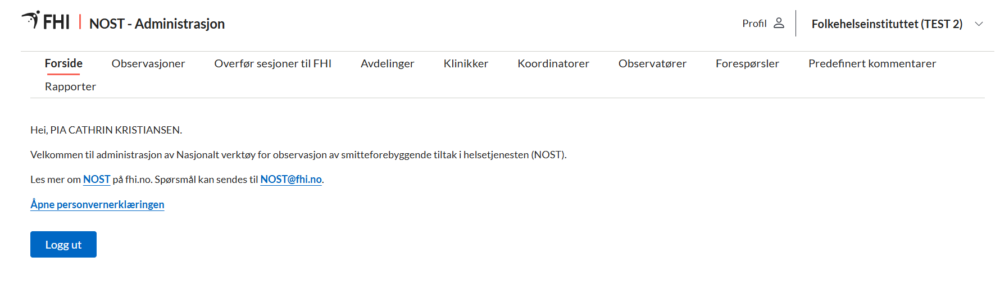 FHI NOST - Administrasjon
Profil
Folkehelseinstituttet (TEST 2)
Forside Observasjoner Overfør sesjoner til FHI Avdelinger Klinikker Koordinatorer Observatører Forespørsler Predefinert kommentarer
Rapporter
Hei, PIA CATHRIN KRISTIANSEN.
Velkommen til administrasjon av Nasjonalt verktøy for observasjon av smitteforebyggende tiltak i helsetjenesten (NOST).
Les mer om NOST på fhi.no. Spørsmål kan sendes til NOST@fhi.no.
Åpne personvernerklæringen
Logg ut